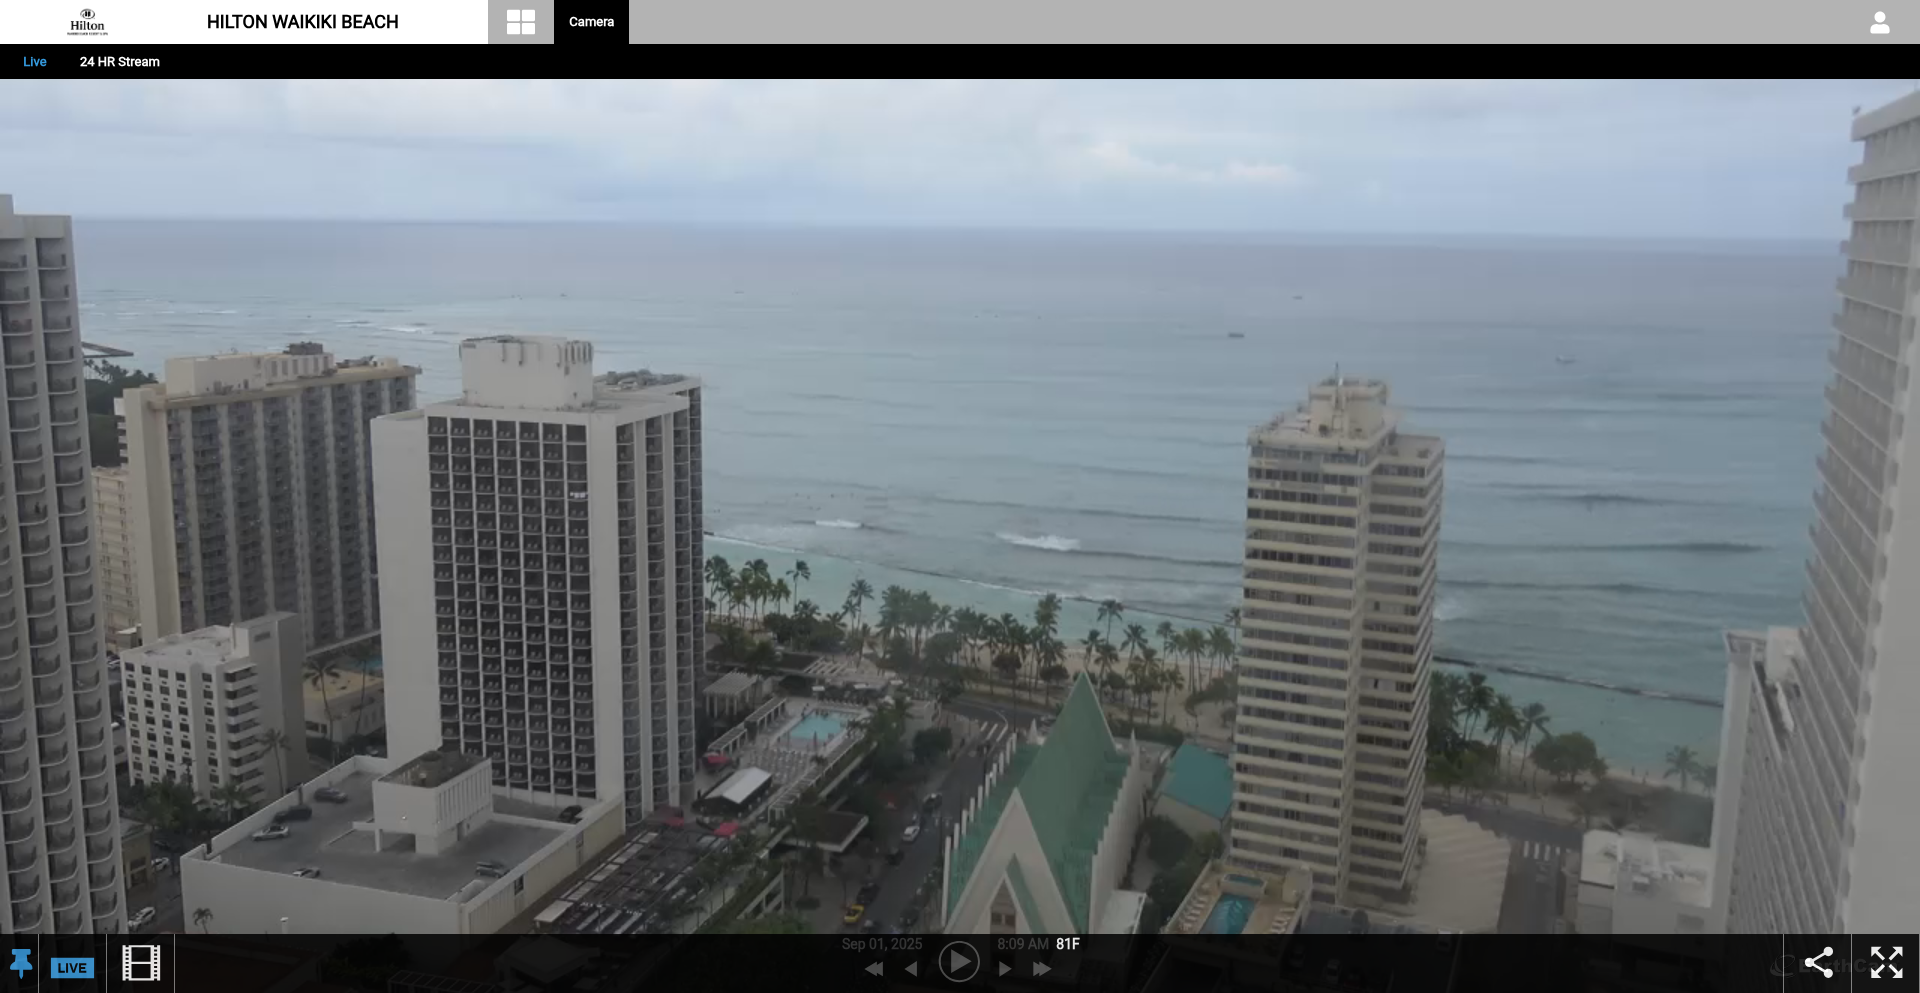 Hilton
HILTON WAIKIKI BEACH
Camera
Live
24 HR Stream
Sep 01, 2025
8:09 AM
81F
LIVE